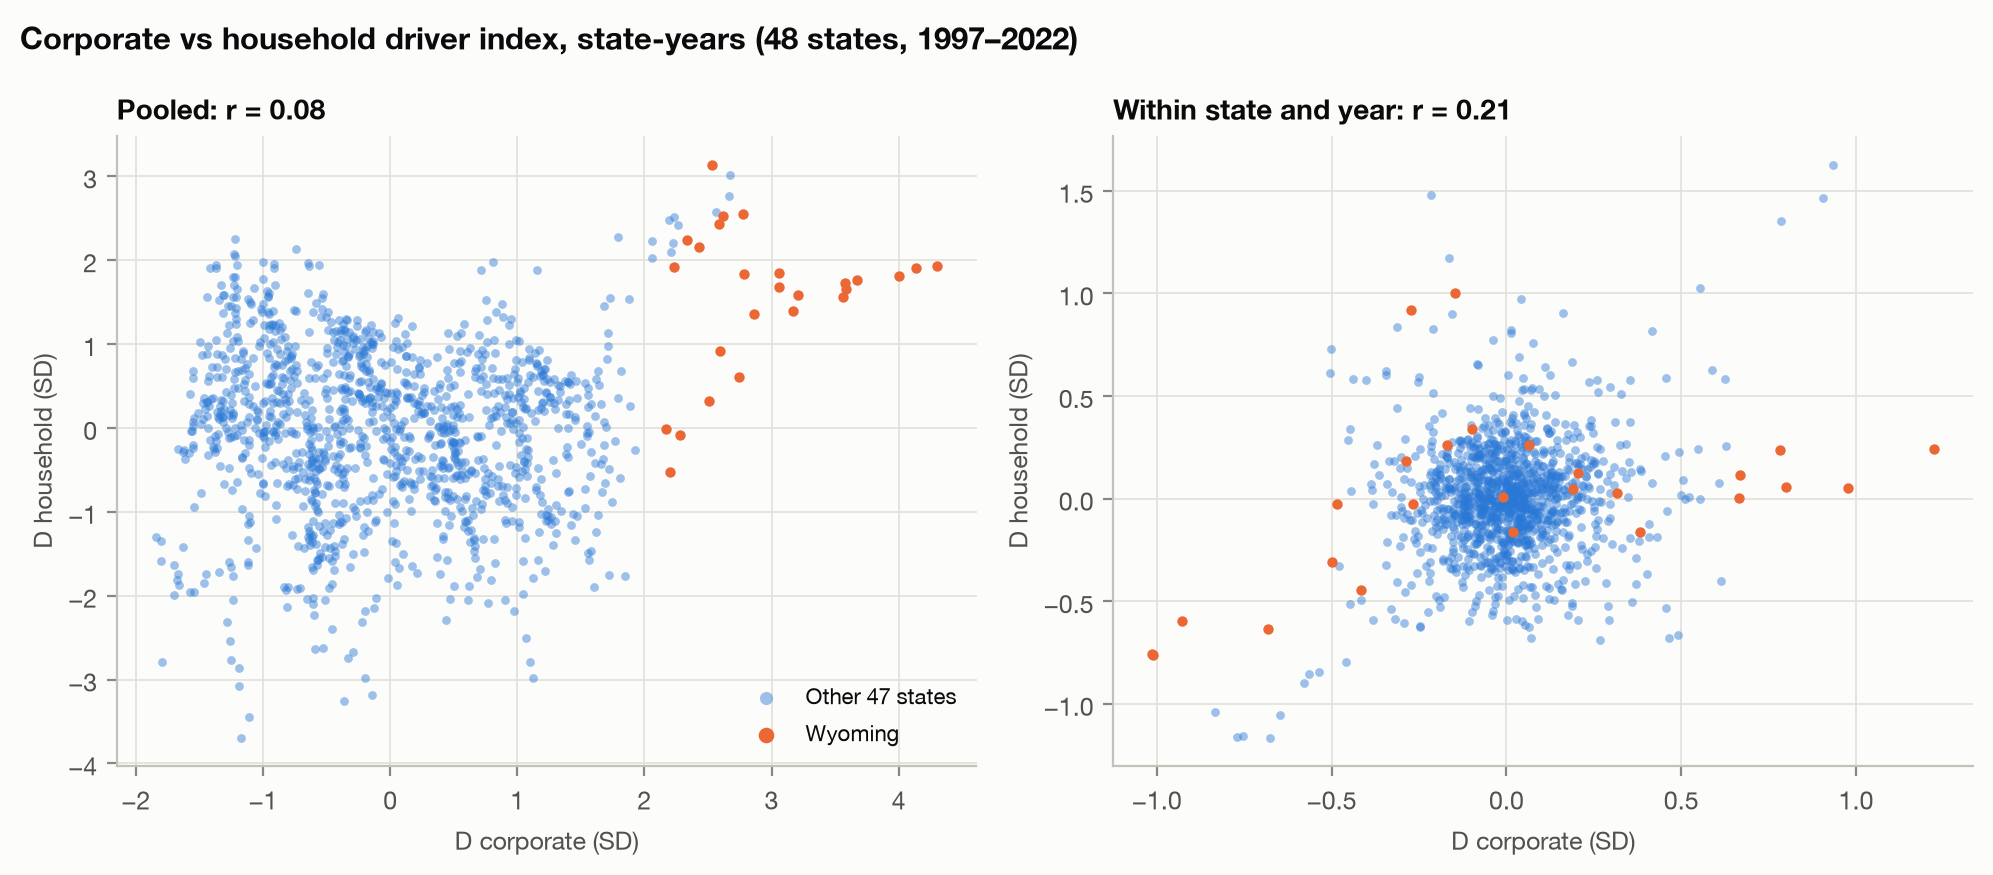 Corporate vs household driver index, state-years (48 states, 1997–2022)
Pooled: r = 0.08
3
2
1
0
−1
−2
−3
−4
D household (SD)
Other 47 states
Wyoming
−2 −1 0 1 2 3 4
D corporate (SD)
Within state and year: r = 0.21
1.5
1.0
0.5
0.0
−0.5
−1.0
D household (SD)
−1.0 −0.5 0.0 0.5 1.0
D corporate (SD)